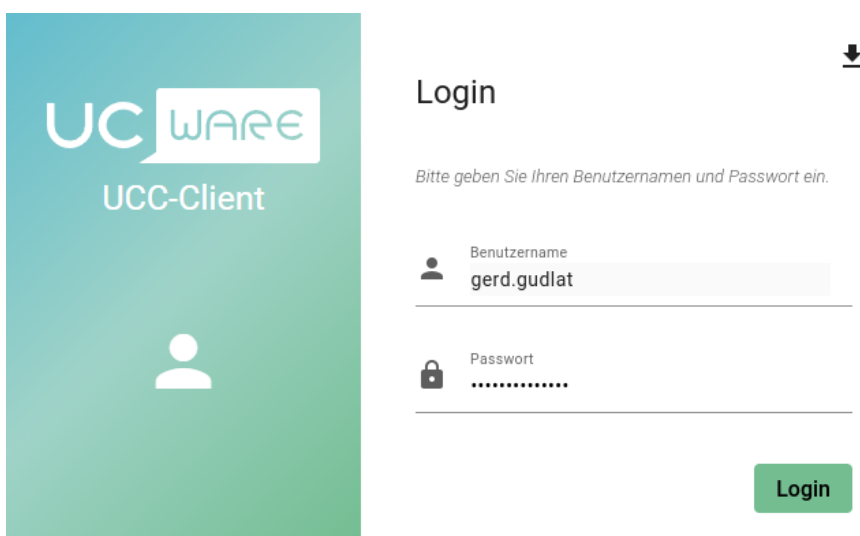 UC WARE
UCC-Client
Login
Bitte geben Sie Ihren Benutzernamen und Passwort ein.
Benutzername
gerd.gudlat
Passwort
••••••••••••••
Login